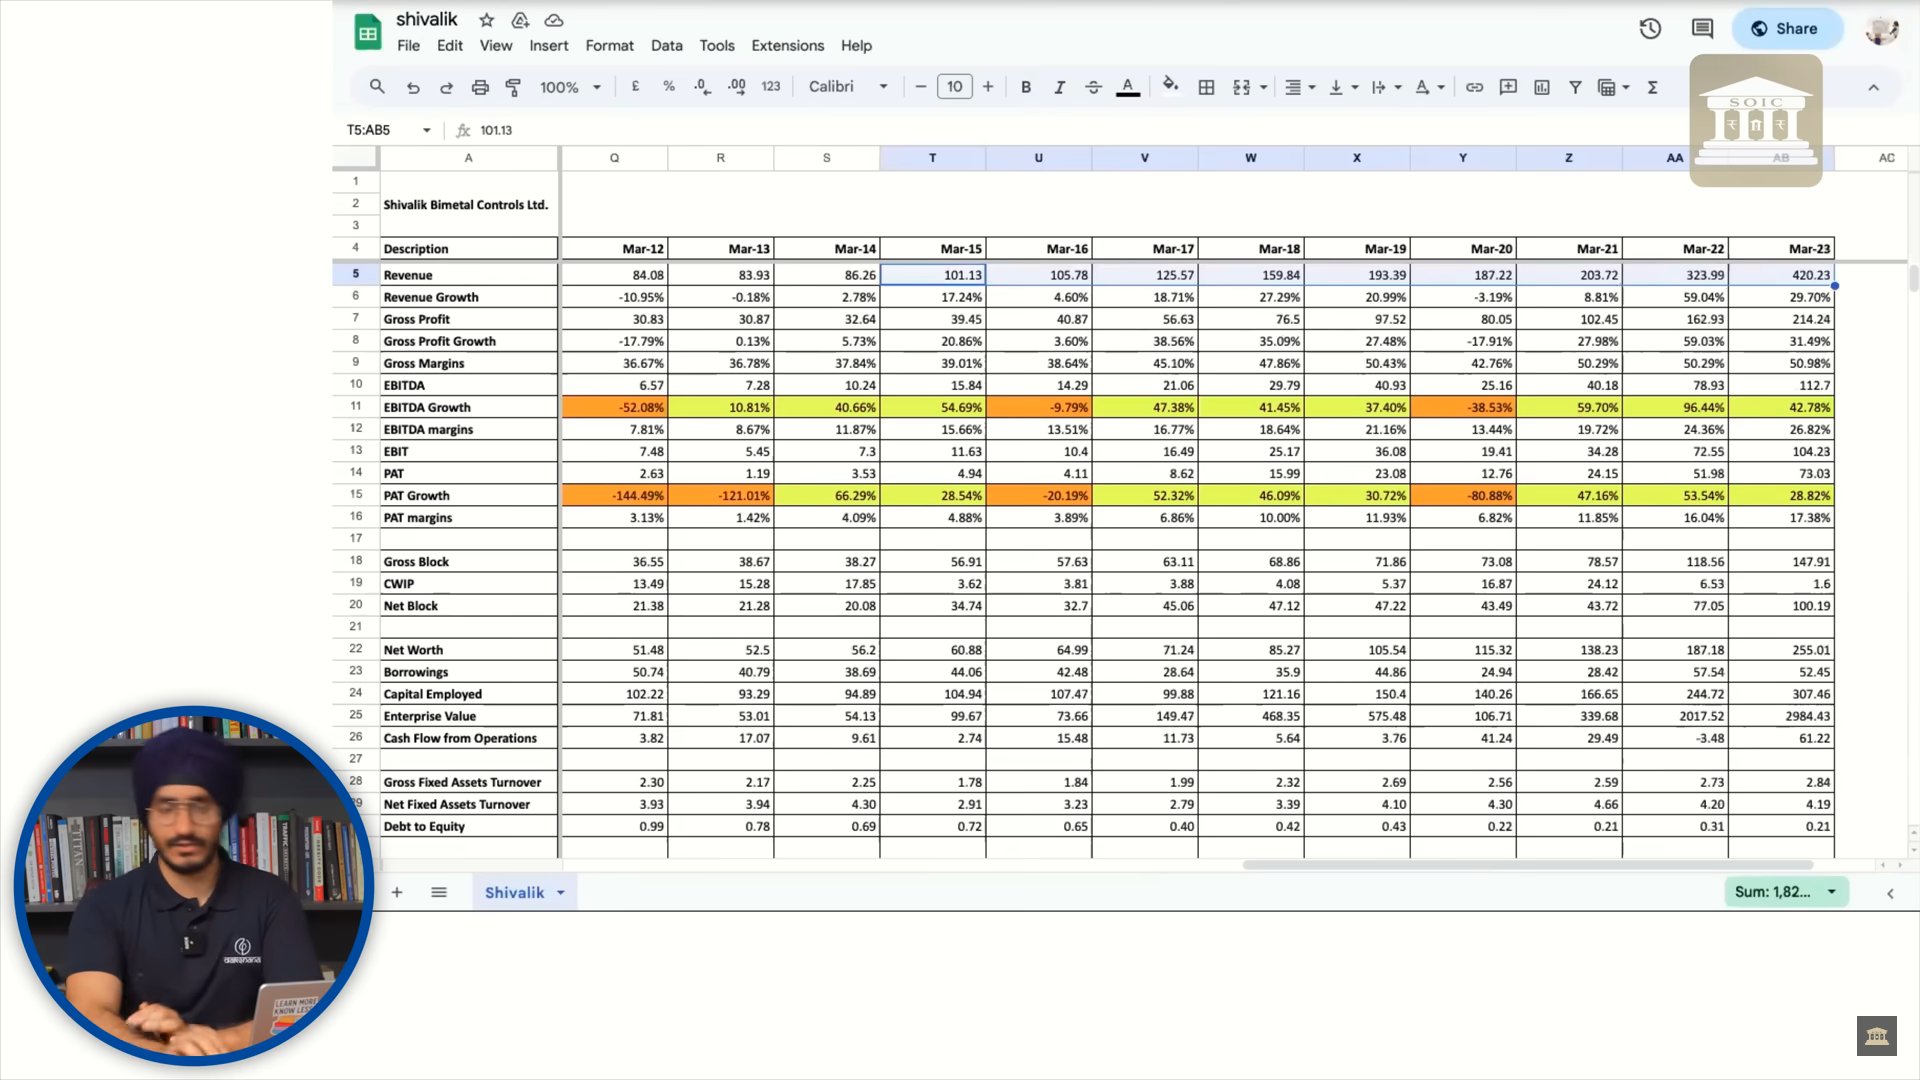 shivalik
File Edit View Insert Format Data Tools Extensions Help
Share
100% £ % .0 .00 123 Calibri 10 B I A Σ
SOIC
T5:AB5 fx 101.13
A Q R S T U V W X Y Z AA AB AC
1
2 Shivalik Bimetal Controls Ltd.
3
4 Description Mar-12 Mar-13 Mar-14 Mar-15 Mar-16 Mar-17 Mar-18 Mar-19 Mar-20 Mar-21 Mar-22 Mar-23
5 Revenue 84.08 83.93 86.26 101.13 105.78 125.57 159.84 193.39 187.22 203.72 323.99 420.23
6 Revenue Growth -10.95% -0.18% 2.78% 17.24% 4.60% 18.71% 27.29% 20.99% -3.19% 8.81% 59.04% 29.70%
7 Gross Profit 30.83 30.87 32.64 39.45 40.87 56.63 76.5 97.52 80.05 102.45 162.93 214.24
8 Gross Profit Growth -17.79% 0.13% 5.73% 20.86% 3.60% 38.56% 35.09% 27.48% -17.91% 27.98% 59.03% 31.49%
9 Gross Margins 36.67% 36.78% 37.84% 39.01% 38.64% 45.10% 47.86% 50.43% 42.76% 50.29% 50.29% 50.98%
10 EBITDA 6.57 7.28 10.24 15.84 14.29 21.06 29.79 40.93 25.16 40.18 78.93 112.7
11 EBITDA Growth -52.08% 10.81% 40.66% 54.69% -9.79% 47.38% 41.45% 37.40% -38.53% 59.70% 96.44% 42.78%
12 EBITDA margins 7.81% 8.67% 11.87% 15.66% 13.51% 16.77% 18.64% 21.16% 13.44% 19.72% 24.36% 26.82%
13 EBIT 7.48 5.45 7.3 11.63 10.4 16.49 25.17 36.08 19.41 34.28 72.55 104.23
14 PAT 2.63 1.19 3.53 4.94 4.11 8.62 15.99 23.08 12.76 24.15 51.98 73.03
15 PAT Growth -144.49% -121.01% 66.29% 28.54% -20.19% 52.32% 46.09% 30.72% -80.88% 47.16% 53.54% 28.82%
16 PAT margins 3.13% 1.42% 4.09% 4.88% 3.89% 6.86% 10.00% 11.93% 6.82% 11.85% 16.04% 17.38%
17
18 Gross Block 36.55 38.67 38.27 56.91 57.63 63.11 68.86 71.86 73.08 78.57 118.56 147.91
19 CWIP 13.49 15.28 17.85 3.62 3.81 3.88 4.08 5.37 16.87 24.12 6.53 1.6
20 Net Block 21.38 21.28 20.08 34.74 32.7 45.06 47.12 47.22 43.49 43.72 77.05 100.19
21
22 Net Worth 51.48 52.5 56.2 60.88 64.99 71.24 85.27 105.54 115.32 138.23 187.18 255.01
23 Borrowings 50.74 40.79 38.69 44.06 42.48 28.64 35.9 44.86 24.94 28.42 57.54 52.45
24 Capital Employed 102.22 93.29 94.89 104.94 107.47 99.88 121.16 150.4 140.26 166.65 244.72 307.46
25 Enterprise Value 71.81 53.01 54.13 99.67 73.66 149.47 468.35 575.48 106.71 339.68 2017.52 2984.43
26 Cash Flow from Operations 3.82 17.07 9.61 2.74 15.48 11.73 5.64 3.76 41.24 29.49 -3.48 61.22
27
28 Gross Fixed Assets Turnover 2.30 2.17 2.25 1.78 1.84 1.99 2.32 2.69 2.56 2.59 2.73 2.84
29 Net Fixed Assets Turnover 3.93 3.94 4.30 2.91 3.23 2.79 3.39 4.10 4.30 4.66 4.20 4.19
Debt to Equity 0.99 0.78 0.69 0.72 0.65 0.40 0.42 0.43 0.22 0.21 0.31 0.21
Shivalik
Sum: 1,82...
LEARN MORE
KNOW LESS